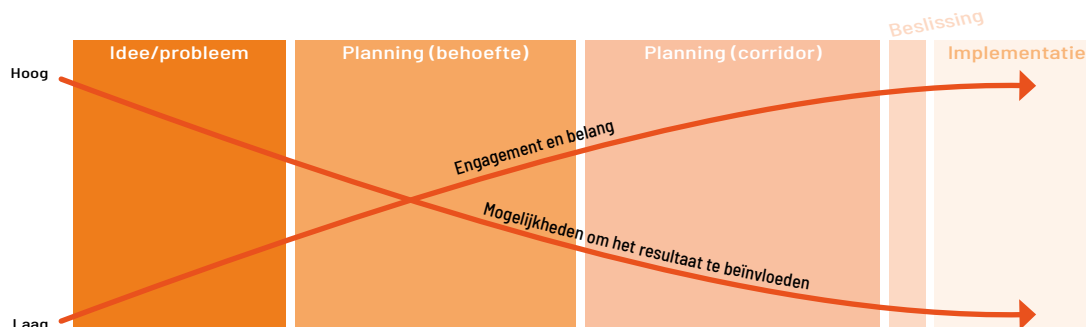 Beslissing
Idee/probleem
Planning (behoefte)
Planning (corridor)
Implementatie
Hoog
Engagement en belang
Mogelijkheden om het resultaat te beïnvloeden
Laag